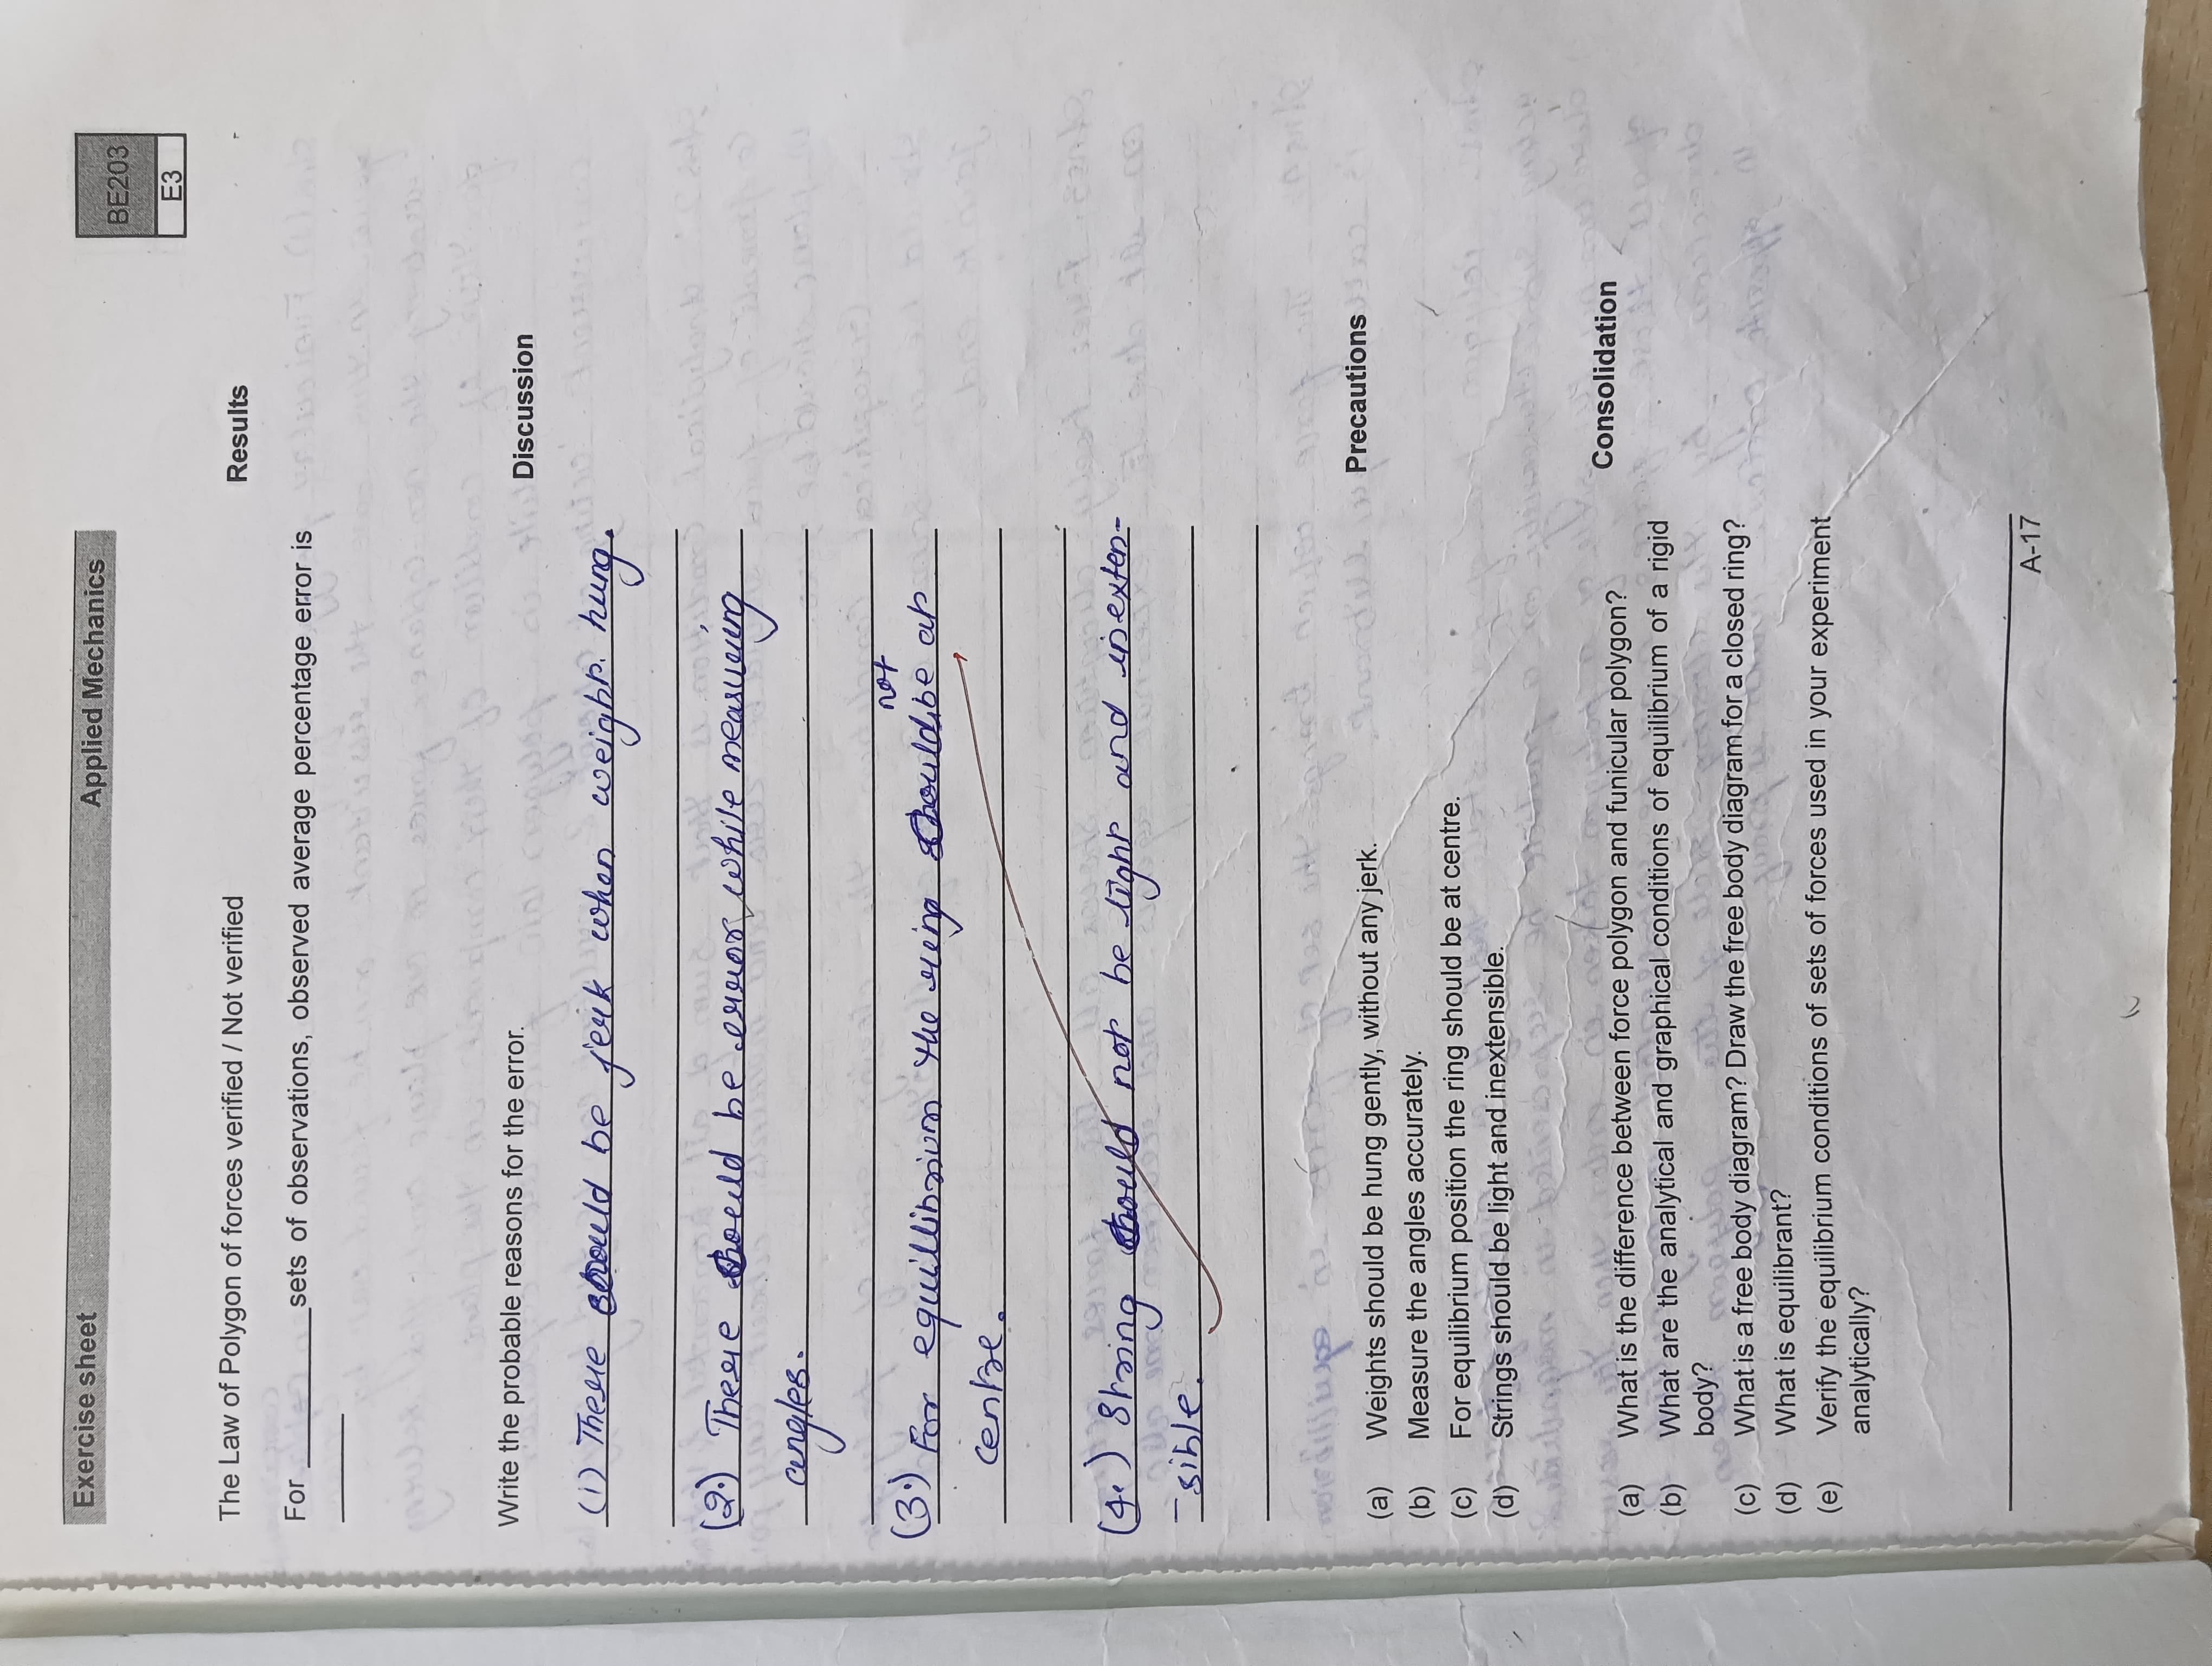 Exercise sheet Applied Mechanics
BE203
E3
The Law of Polygon of forces verified / Not verified
Results
For ________ sets of observations, observed average percentage error is
______
Write the probable reasons for the error.
Discussion
(1) There could be jerk when weight hung.
(2.) There could be error while measuring
angles.
(3.) For equillibrium the ring could not be at
centre.
(4.) String could not be light and inexten-
-sible.
Precautions
(a) Weights should be hung gently, without any jerk.
(b) Measure the angles accurately.
(c) For equilibrium position the ring should be at centre.
(d) Strings should be light and inextensible.
Consolidation
(a) What is the difference between force polygon and funicular polygon?
(b) What are the analytical and graphical conditions of equilibrium of a rigid
body?
(c) What is a free body diagram? Draw the free body diagram for a closed ring?
(d) What is equilibrant?
(e) Verify the equilibrium conditions of sets of forces used in your experiment
analytically?
A-17